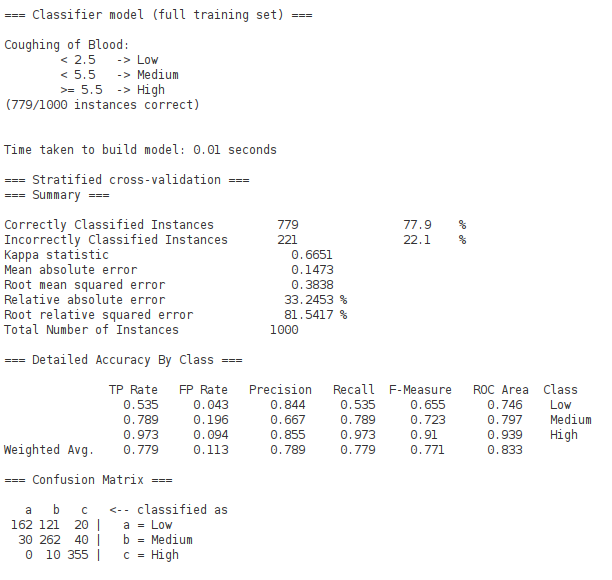 === Classifier model (full training set) ===
Coughing of Blood:
< 2.5 -> Low
< 5.5 -> Medium
>= 5.5 -> High
(779/1000 instances correct)
Time taken to build model: 0.01 seconds
=== Stratified cross-validation ===
=== Summary ===
Correctly Classified Instances 779 77.9 %
Incorrectly Classified Instances 221 22.1 %
Kappa statistic 0.6651
Mean absolute error 0.1473
Root mean squared error 0.3838
Relative absolute error 33.2453 %
Root relative squared error 81.5417 %
Total Number of Instances 1000
=== Detailed Accuracy By Class ===
TP Rate FP Rate Precision Recall F-Measure ROC Area Class
0.535 0.043 0.844 0.535 0.655 0.746 Low
0.789 0.196 0.667 0.789 0.723 0.797 Medium
0.973 0.094 0.855 0.973 0.91 0.939 High
Weighted Avg. 0.779 0.113 0.789 0.779 0.771 0.833
=== Confusion Matrix ===
a b c <-- classified as
162 121 20 | a = Low
30 262 40 | b = Medium
0 10 355 | c = High